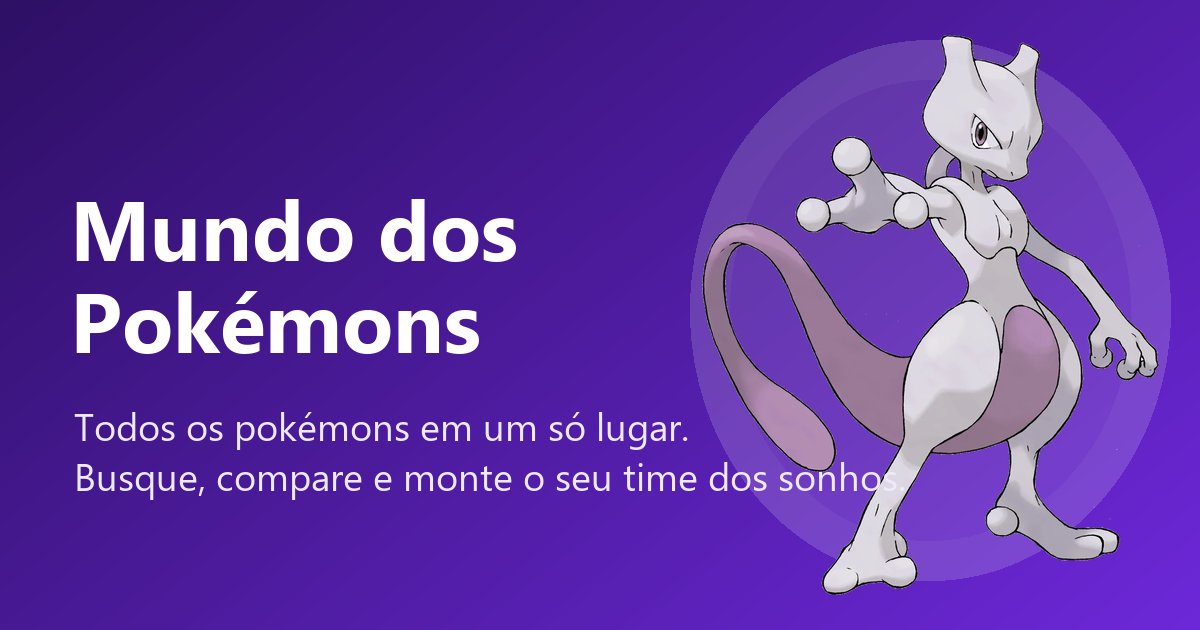 Mundo dos
Pokémons
Todos os pokémons em um só lugar.
Busque, compare e monte o seu time dos sonhos.